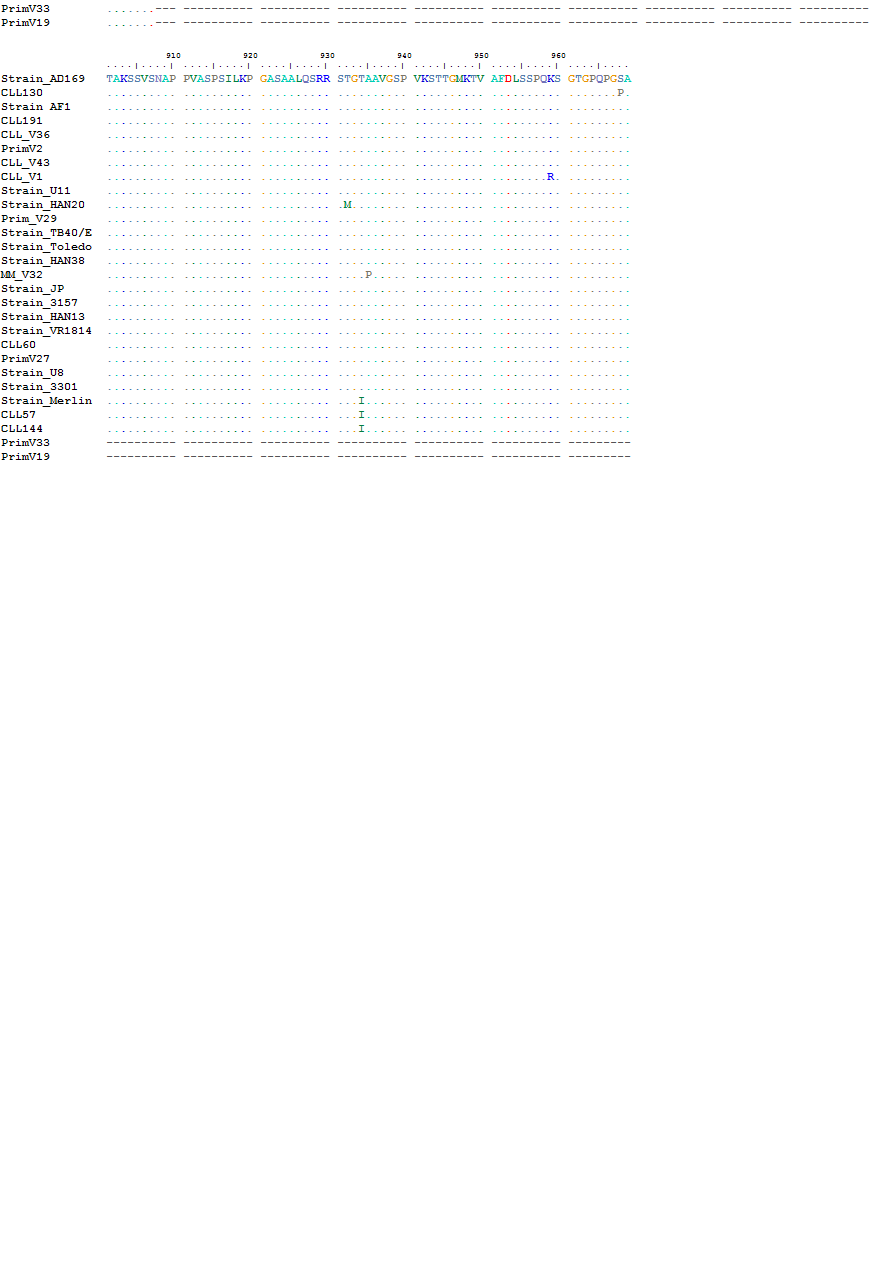 PrimV33 .......--- ---------- ---------- ---------- ---------- ---------- ---------- ---------- ---------- ----------
PrimV19 .......--- ---------- ---------- ---------- ---------- ---------- ---------- ---------- ---------- ----------
910 920 930 940 950 960
....|....| ....|....| ....|....| ....|....| ....|....| ....|....| ....|....
Strain_AD169 TAKSSVSNAP PVASPSILKP GASAALQSRR STGTAAVGSP VKSTTGMKTV AFDLSSPQKS GTGPQPGSA
CLL130 .......... .......... .......... .......... .......... .......... .......P.
Strain AF1 .......... .......... .......... .......... .......... .......... .........
CLL191 .......... .......... .......... .......... .......... .......... .........
CLL_V36 .......... .......... .......... .......... .......... .......... .........
PrimV2 .......... .......... .......... .......... .......... .......... .........
CLL_V43 .......... .......... .......... .......... .......... .......... .........
CLL_V1 .......... .......... .......... .......... .......... ........R. .........
Strain_U11 .......... .......... .......... .......... .......... .......... .........
Strain_HAN20 .......... .......... .......... .M........ .......... .......... .........
Prim_V29 .......... .......... .......... .......... .......... .......... .........
Strain_TB40/E .......... .......... .......... .......... .......... .......... .........
Strain_Toledo .......... .......... .......... .......... .......... .......... .........
Strain_HAN38 .......... .......... .......... .......... .......... .......... .........
MM_V32 .......... .......... .......... ....P..... .......... .......... .........
Strain_JP .......... .......... .......... .......... .......... .......... .........
Strain_3157 .......... .......... .......... .......... .......... .......... .........
Strain_HAN13 .......... .......... .......... .......... .......... .......... .........
Strain_VR1814 .......... .......... .......... .......... .......... .......... .........
CLL60 .......... .......... .......... .......... .......... .......... .........
PrimV27 .......... .......... .......... .......... .......... .......... .........
Strain_U8 .......... .......... .......... .......... .......... .......... .........
Strain_3301 .......... .......... .......... .......... .......... .......... .........
Strain_Merlin .......... .......... .......... ...I...... .......... .......... .........
CLL57 .......... .......... .......... ...I...... .......... .......... .........
CLL144 .......... .......... .......... ...I...... .......... .......... .........
PrimV33 ---------- ---------- ---------- ---------- ---------- ---------- ---------
PrimV19 ---------- ---------- ---------- ---------- ---------- ---------- ---------